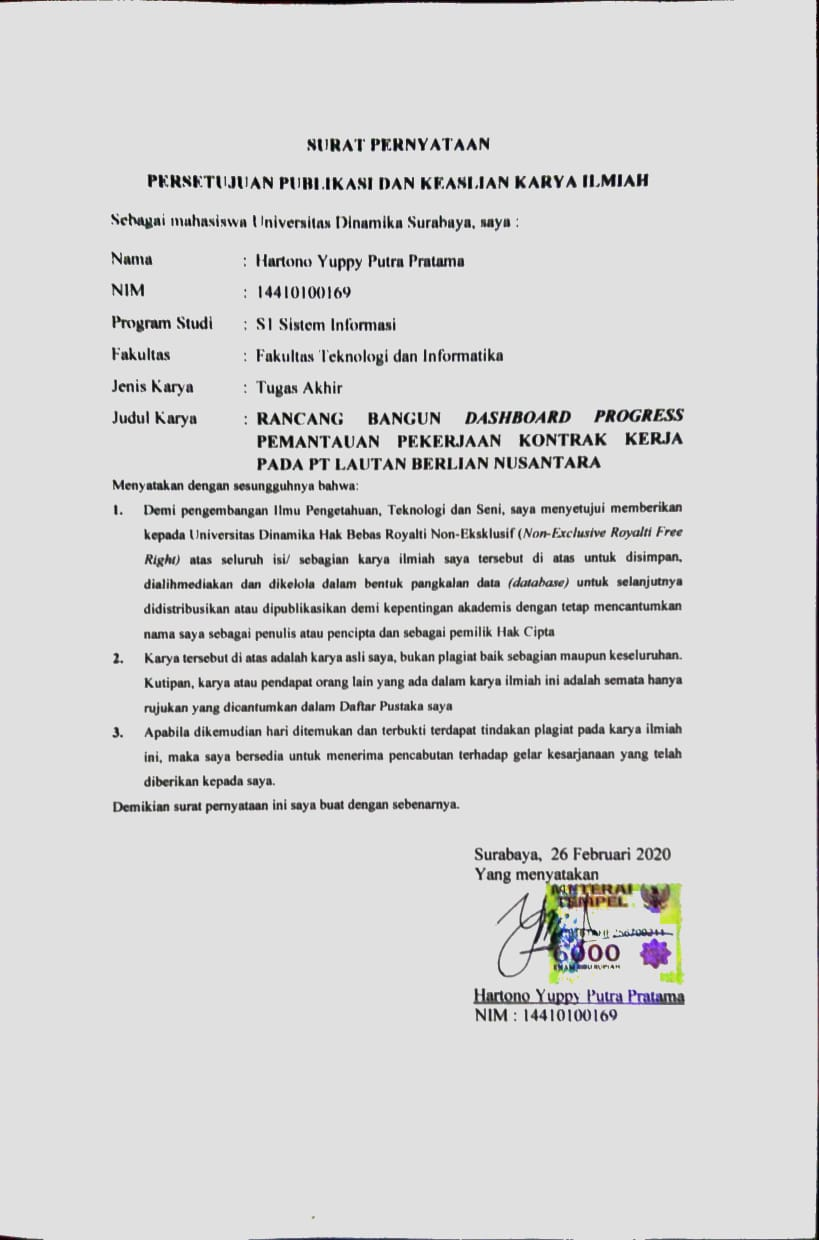 SURAT PERNYATAAN
PERSETUJUAN PUBLIKASI DAN KEASLIAN KARYA ILMIAH
Sebagai mahasiswa Universitas Dinamika Surabaya, saya :
Nama : Hartono Yuppy Putra Pratama
NIM : 14410100169
Program Studi : S1 Sistem Informasi
Fakultas : Fakultas Teknologi dan Informatika
Jenis Karya : Tugas Akhir
Judul Karya : RANCANG BANGUN DASHBOARD PROGRESS
PEMANTAUAN PEKERJAAN KONTRAK KERJA
PADA PT LAUTAN BERLIAN NUSANTARA
Menyatakan dengan sesungguhnya bahwa:
1. Demi pengembangan Ilmu Pengetahuan, Teknologi dan Seni, saya menyetujui memberikan
kepada Universitas Dinamika Hak Bebas Royalti Non-Eksklusif (Non-Exclusive Royalti Free
Right) atas seluruh isi/ sebagian karya ilmiah saya tersebut di atas untuk disimpan,
dialihmediakan dan dikelola dalam bentuk pangkalan data (database) untuk selanjutnya
didistribusikan atau dipublikasikan demi kepentingan akademis dengan tetap mencantumkan
nama saya sebagai penulis atau pencipta dan sebagai pemilik Hak Cipta
2. Karya tersebut di atas adalah karya asli saya, bukan plagiat baik sebagian maupun keseluruhan.
Kutipan, karya atau pendapat orang lain yang ada dalam karya ilmiah ini adalah semata hanya
rujukan yang dicantumkan dalam Daftar Pustaka saya
3. Apabila dikemudian hari ditemukan dan terbukti terdapat tindakan plagiat pada karya ilmiah
ini, maka saya bersedia untuk menerima pencabutan terhadap gelar kesarjanaan yang telah
diberikan kepada saya.
Demikian surat pernyataan ini saya buat dengan sebenarnya.
Surabaya, 26 Februari 2020
Yang menyatakan
METERAI
TEMPEL
6000
ENAM RIBU RUPIAH
Hartono Yuppy Putra Pratama
NIM : 14410100169